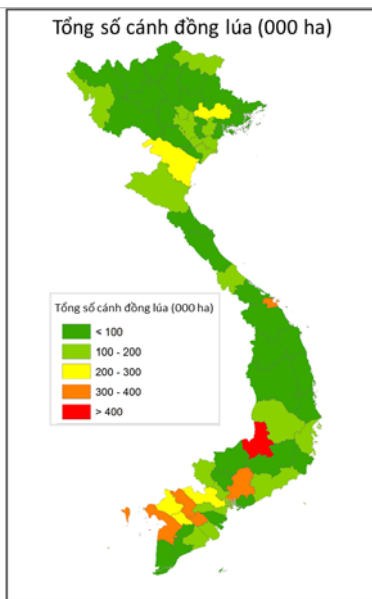 Tổng số cánh đồng lúa (000 ha)
Tổng số cánh đồng lúa (000 ha)
< 100
100 - 200
200 - 300
300 - 400
> 400